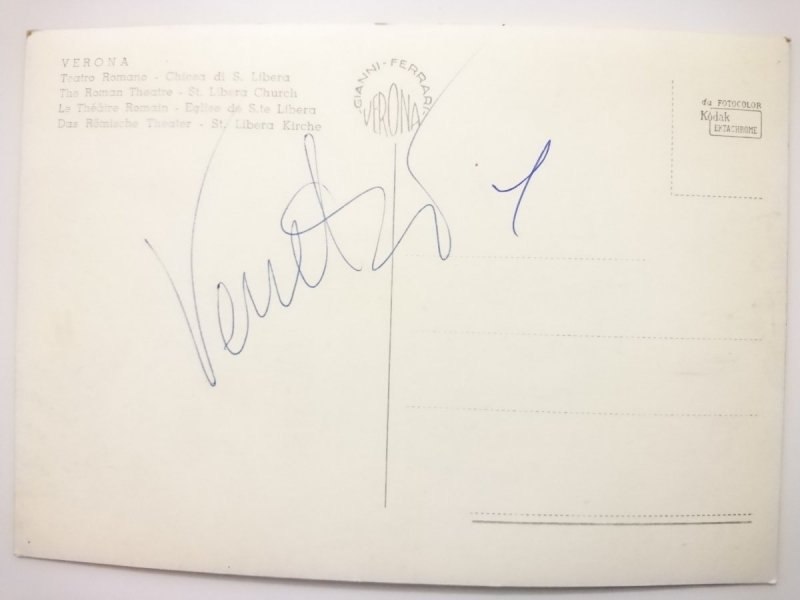 VERONA
Teatro Romano - Chiesa di S. Libera
The Roman Theatre - St. Libera Church
Le Théâtre Romain - Eglise de S.te Libera
Das Römische Theater - St. Libera Kirche
GIANNI - FERRARI
VERONA
da FOTOCOLOR
Kodak
EKTACHROME